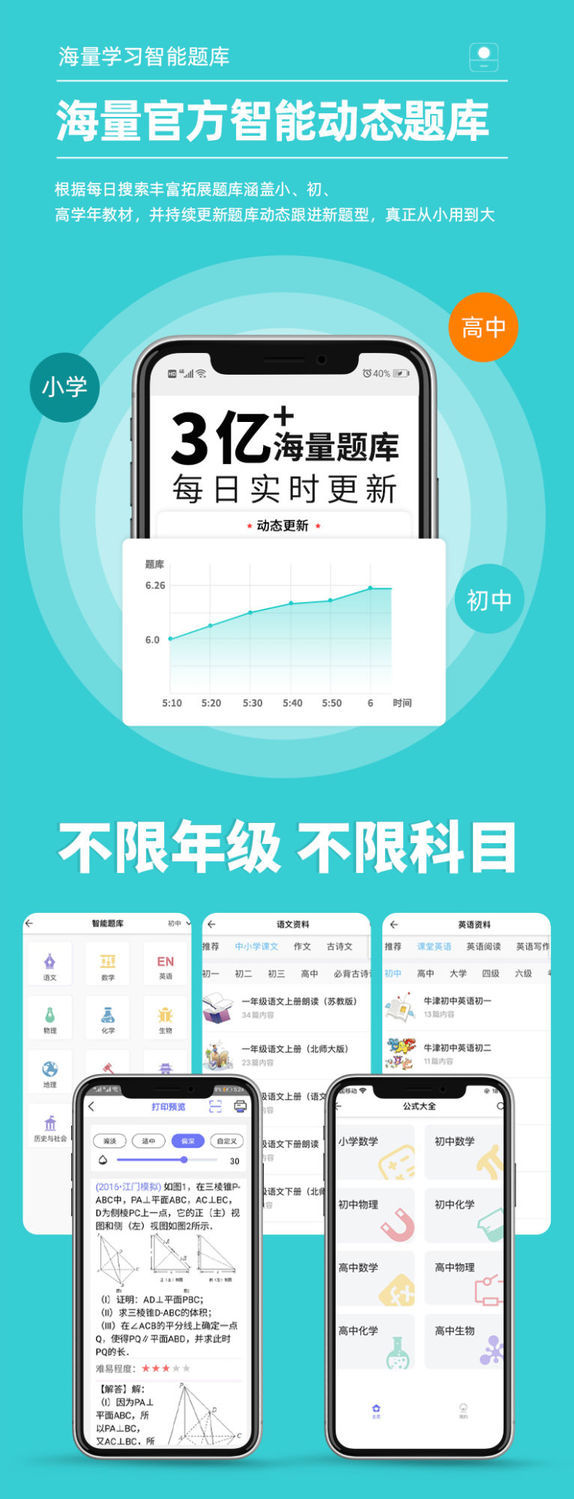 海量学习智能题库
海量官方智能动态题库
根据每日搜索丰富拓展题库涵盖小、初、
高学年教材，并持续更新题库动态跟进新题型，真正从小用到大
高中
小学
HD 46 40%
3亿+
海量题库
每日实时更新
动态更新
题库
6.26
6.0
初中
5:10 5:20 5:30 5:40 5:50 6 时间
不限年级 不限科目
智能题库 初中
语文 数学 EN 英语
物理 化学 生物
地理
历史与社会
语文资料
推荐 中小学课文 作文 古诗文
初一 初二 初三 高中 必背古诗
一年级语文上册朗读（苏教版）
34篇内容
一年级语文上册（北师大版）
23篇内容
级语文上册（语文
内容
级语文下册朗读
内容
级语文下册（北师
内容
英语资料
推荐 课堂英语 英语阅读 英语写作
初中 高中 大学 四级 六级
牛津初中英语初一
13篇内容
牛津初中英语初二
11篇内容
打印预览
偏淡 适中 偏深 自定义
30
(2015•江门模拟) 如图1，在三棱锥P-
ABC中，PA⊥平面ABC，AC⊥BC，
D为侧棱PC上一点，它的正（主）视
图和侧（左）视图如图2所示.
(I) 证明：AD⊥平面PBC；
(II) 求三棱锥D-ABC的体积；
(III) 在∠ACB的平分线上确定一点
Q，使得PQ∥平面ABD，并求此时
PQ的长.
难易程度：
【解答】解：
(I) 因为PA⊥
平面ABC，所
以PA⊥BC，
又AC⊥BC，所
公式大全
小学数学 初中数学
初中物理 初中化学
高中数学 高中物理
高中化学 高中生物